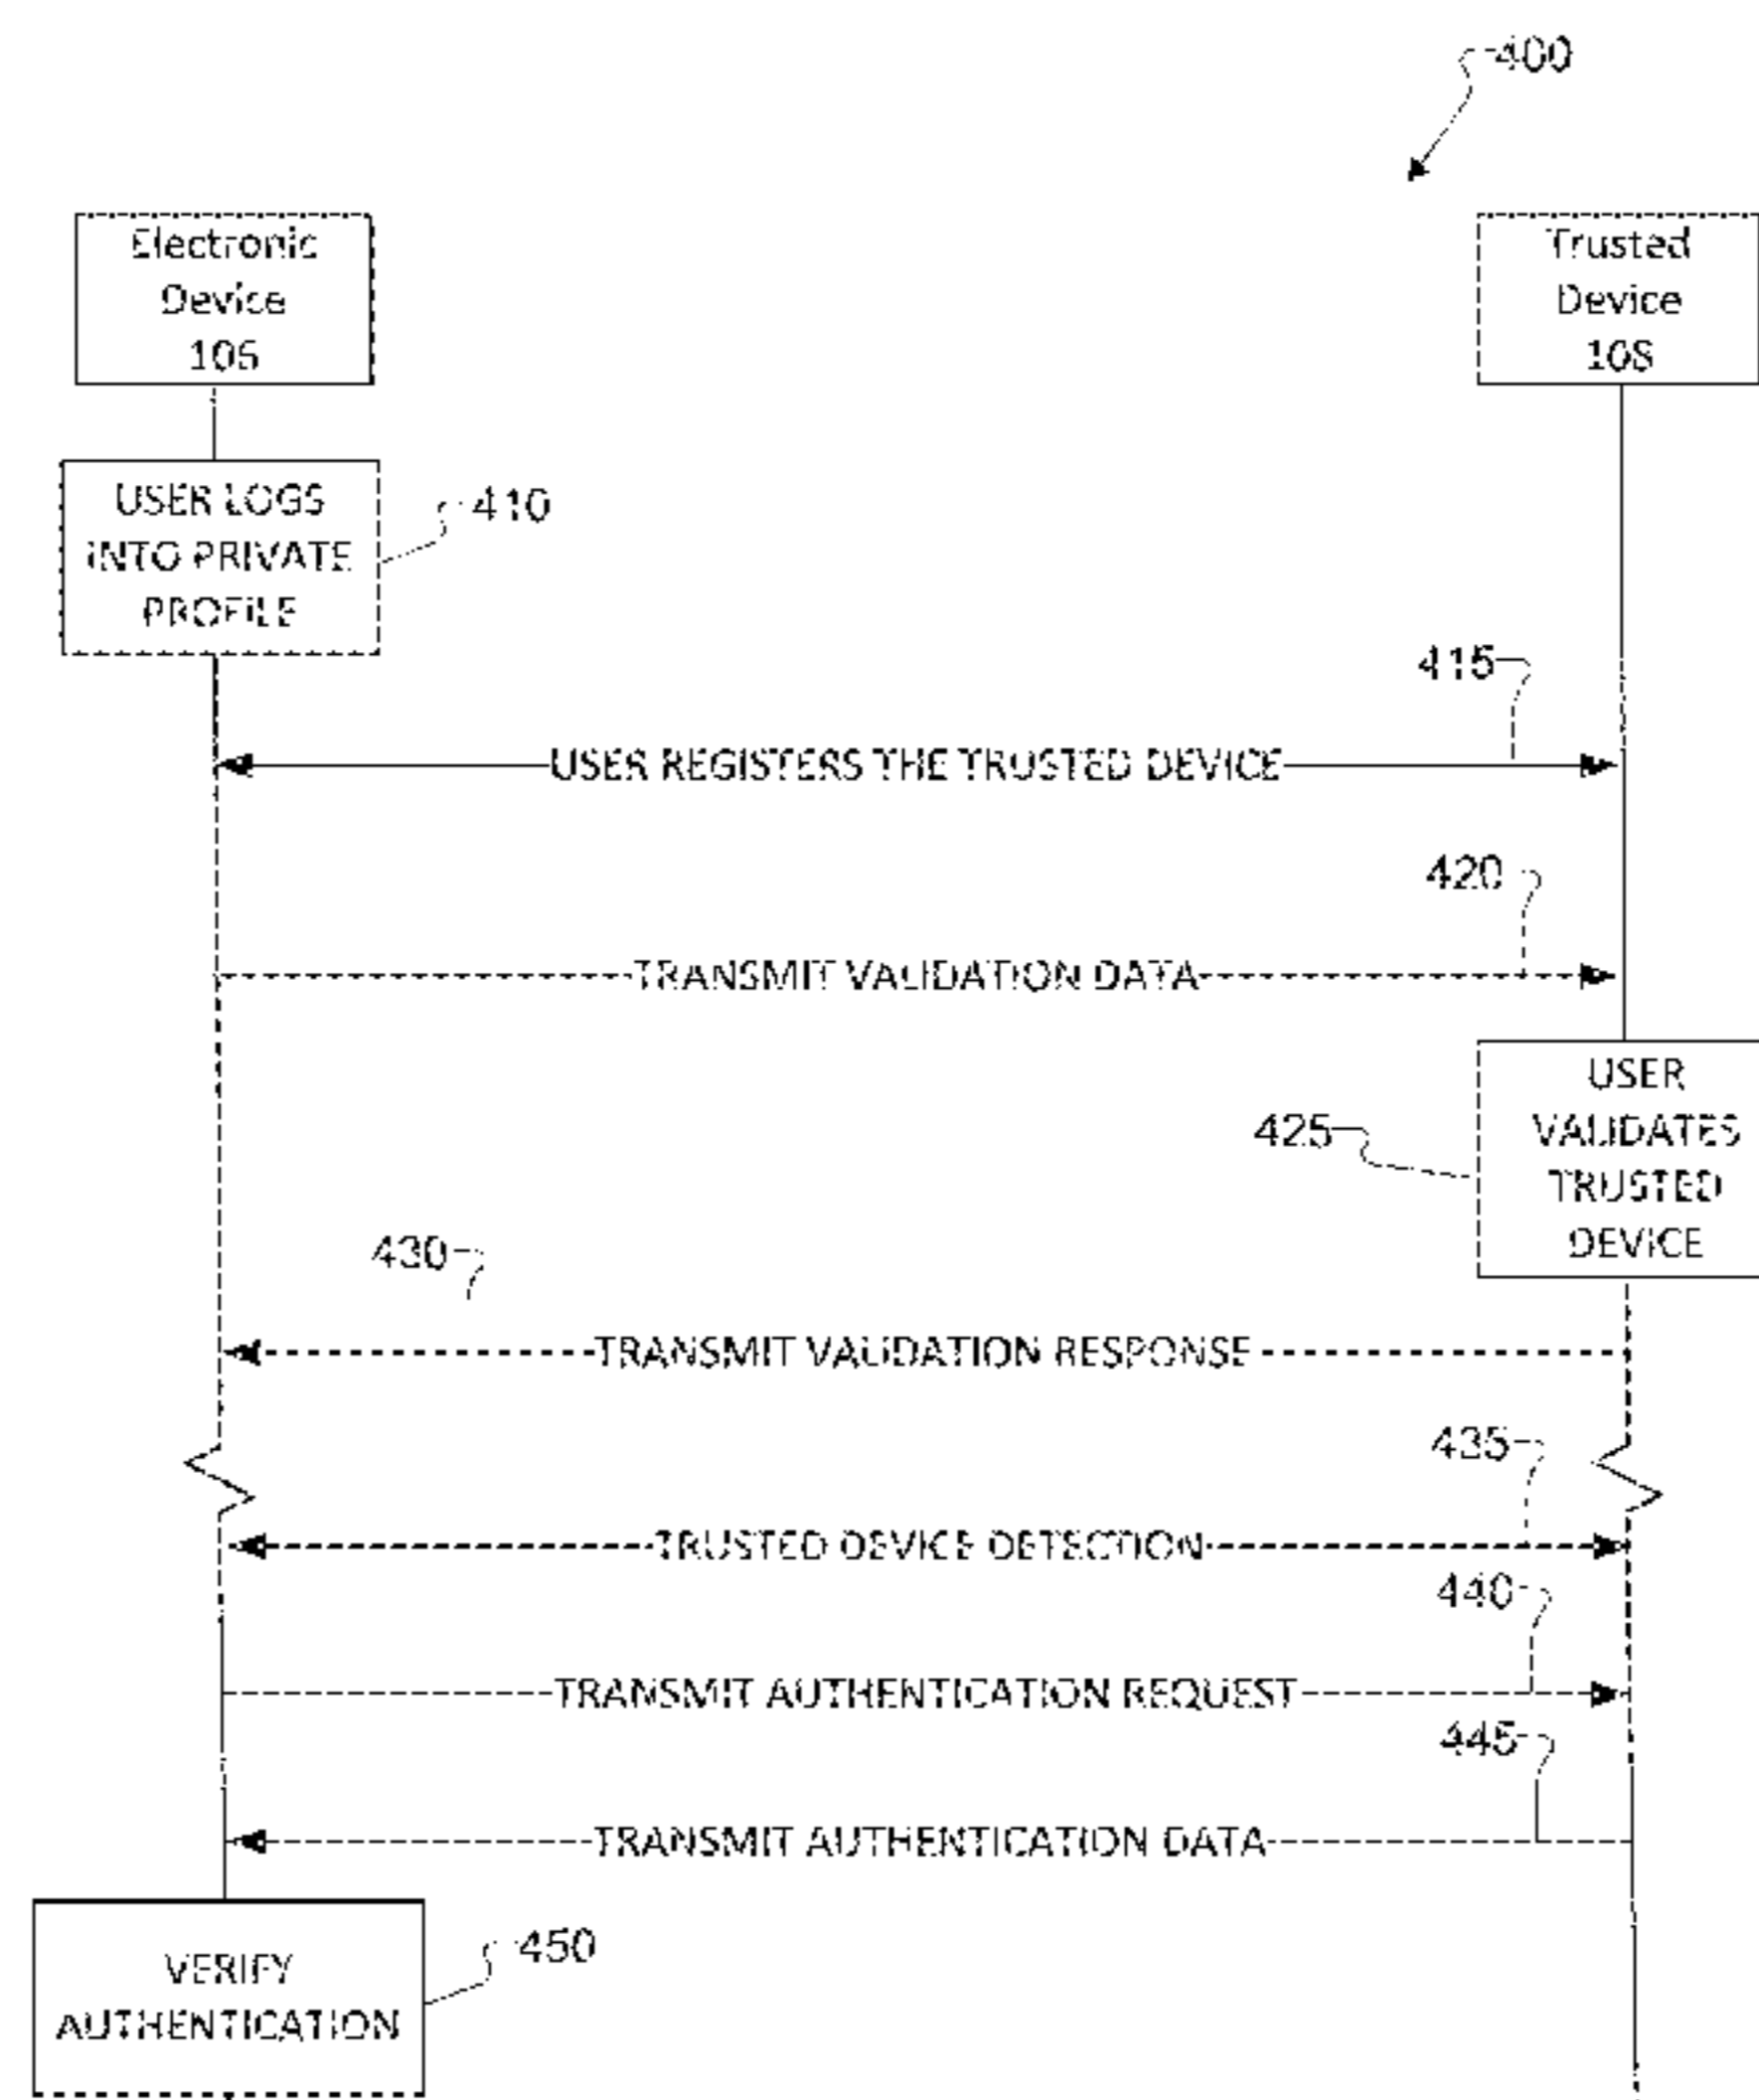 400
Electronic
Device
106
Trusted
Device
108
USER LOGS
INTO PRIVATE
PROFILE
410
415
USER REGISTERS THE TRUSTED DEVICE
420
TRANSMIT VALIDATION DATA
425
USER
VALIDATES
TRUSTED
DEVICE
430
TRANSMIT VALIDATION RESPONSE
435
TRUSTED DEVICE DETECTION
440
TRANSMIT AUTHENTICATION REQUEST
445
TRANSMIT AUTHENTICATION DATA
VERIFY
AUTHENTICATION
450